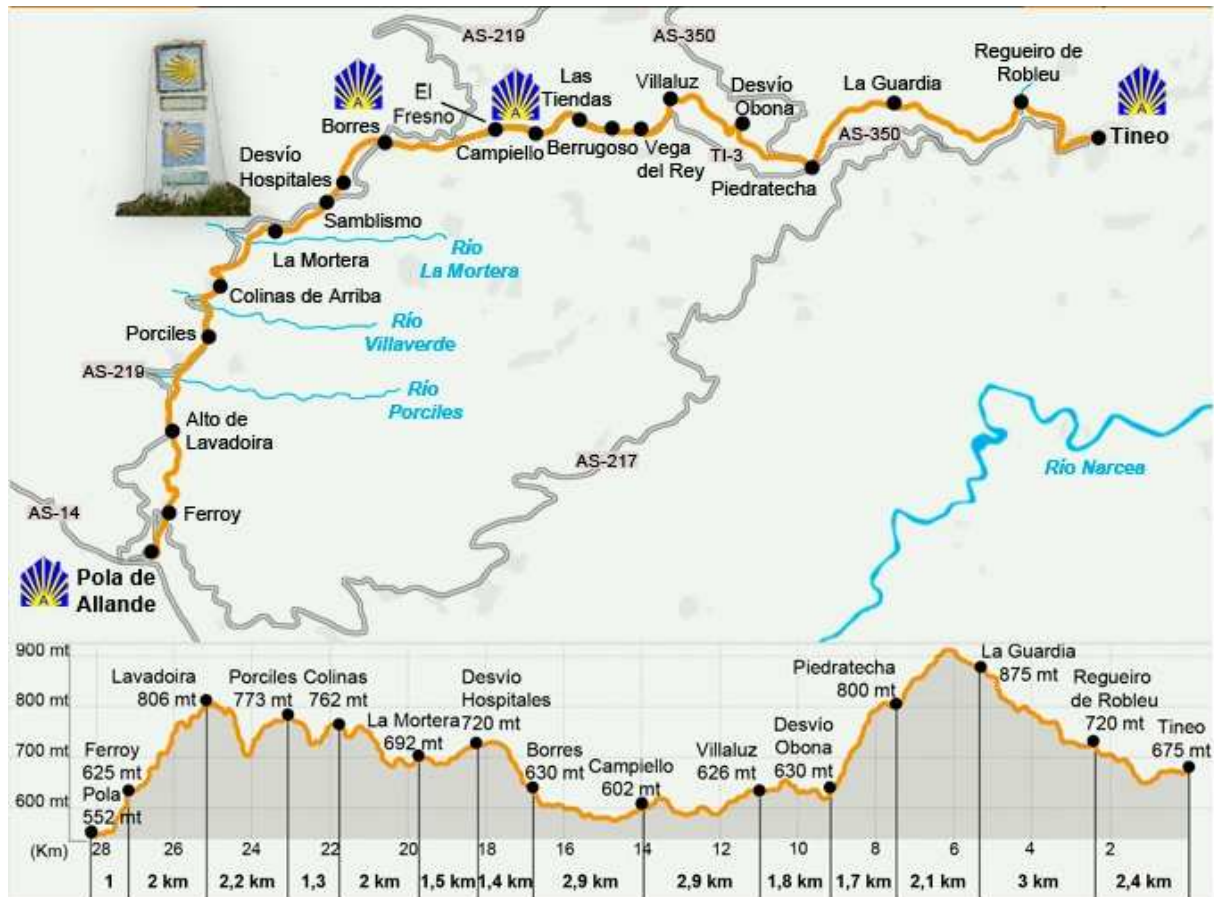 AS-219
AS-350
Regueiro de
Robleu
Villaluz
Las
Tiendas
Desvío
Obona
La Guardia
El
Fresno
A
A
A
Borres
Tineo
Campiello
Berrugoso
Vega
del Rey
TI-3
AS-350
Piedratecha
Desvío
Hospitales
Samblismo
La Mortera
Río
La Mortera
Colinas de Arriba
Río
Villaverde
Porciles
AS-219
Río
Porciles
Alto de
Lavadoira
AS-217
Río Narcea
AS-14
Ferroy
A
Pola de
Allande
900 mt
800 mt
700 mt
600 mt
(Km)
Pola
552 mt
Ferroy
625 mt
Lavadoira
806 mt
Porciles
773 mt
Colinas
762 mt
La Mortera
692 mt
Desvío
Hospitales
720 mt
Borres
630 mt
Campiello
602 mt
Villaluz
626 mt
Desvio
Obona
630 mt
Piedratecha
800 mt
La Guardia
875 mt
Regueiro
de Robleu
720 mt
Tineo
675 mt
28 26 24 22 20 18 16 14 12 10 8 6 4 2
1 2 km 2,2 km 1,3 2 km 1,5 km 1,4 km 2,9 km 2,9 km 1,8 km 1,7 km 2,1 km 3 km 2,4 km